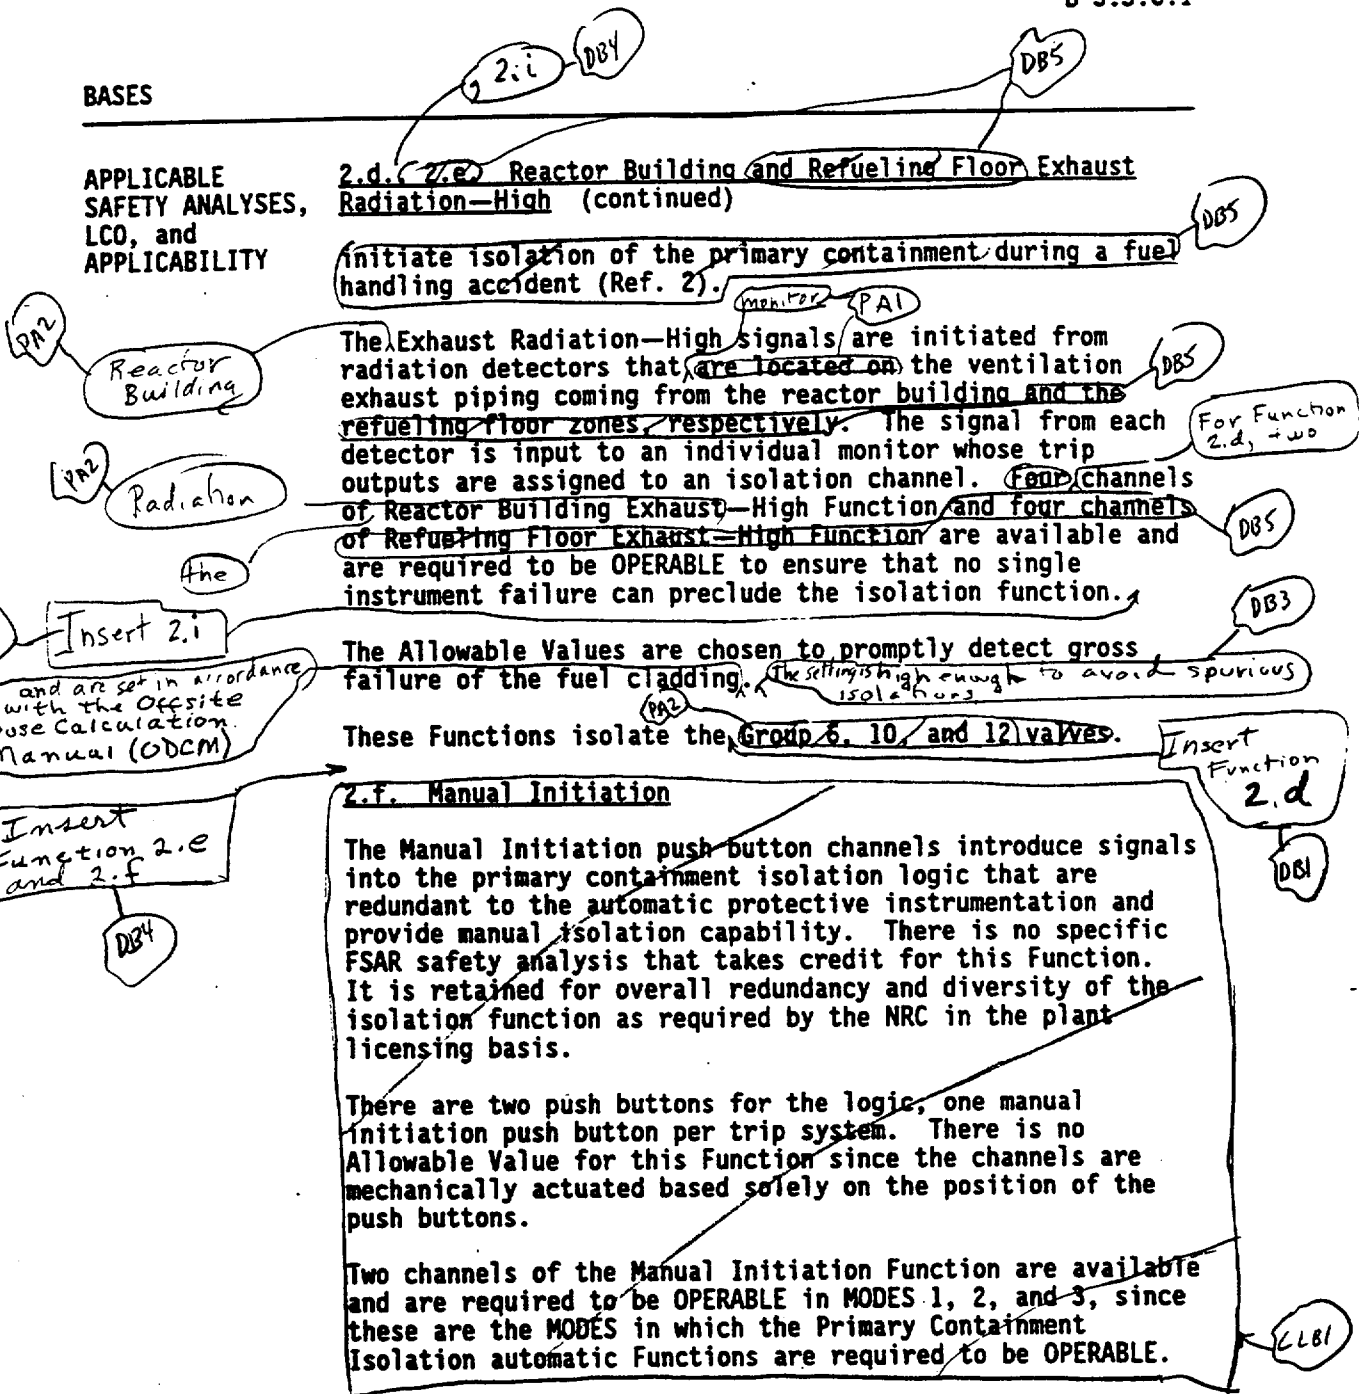 BASES
, 2.i
DB4
DB5
APPLICABLE
SAFETY ANALYSES,
LCO, and
APPLICABILITY
2.d. 2.e Reactor Building and Refueling Floor Exhaust
Radiation—High (continued)
initiate isolation of the primary containment during a fuel
handling accident (Ref. 2).
DB5
monitor
PA1
PA2
Reactor
Building
The Exhaust Radiation—High signals are initiated from
radiation detectors that are located on the ventilation
exhaust piping coming from the reactor building and the
refueling floor zones, respectively. The signal from each
detector is input to an individual monitor whose trip
outputs are assigned to an isolation channel. Four channels
of Reactor Building Exhaust—High Function and four channels
of Refueling Floor Exhaust—High Function are available and
are required to be OPERABLE to ensure that no single
instrument failure can preclude the isolation function.
DB5
For Function
2.d, two
PA2
Radiation
DB5
the
Insert 2.i
DB3
The Allowable Values are chosen to promptly detect gross
failure of the fuel cladding.
The setting is high enough to avoid spurious
isolations
and are set in accordance
with the Offsite
Dose Calculation
Manual (ODCM)
PA2
These Functions isolate the Group 6, 10, and 12 valves.
Insert
Function
2.d
DB1
Insert
Function 2.e
and 2.f
DB4
2.f. Manual Initiation
The Manual Initiation push button channels introduce signals
into the primary containment isolation logic that are
redundant to the automatic protective instrumentation and
provide manual isolation capability. There is no specific
FSAR safety analysis that takes credit for this Function.
It is retained for overall redundancy and diversity of the
isolation function as required by the NRC in the plant
licensing basis.
There are two push buttons for the logic, one manual
initiation push button per trip system. There is no
Allowable Value for this Function since the channels are
mechanically actuated based solely on the position of the
push buttons.
Two channels of the Manual Initiation Function are available
and are required to be OPERABLE in MODES 1, 2, and 3, since
these are the MODES in which the Primary Containment
Isolation automatic Functions are required to be OPERABLE.
CLB1